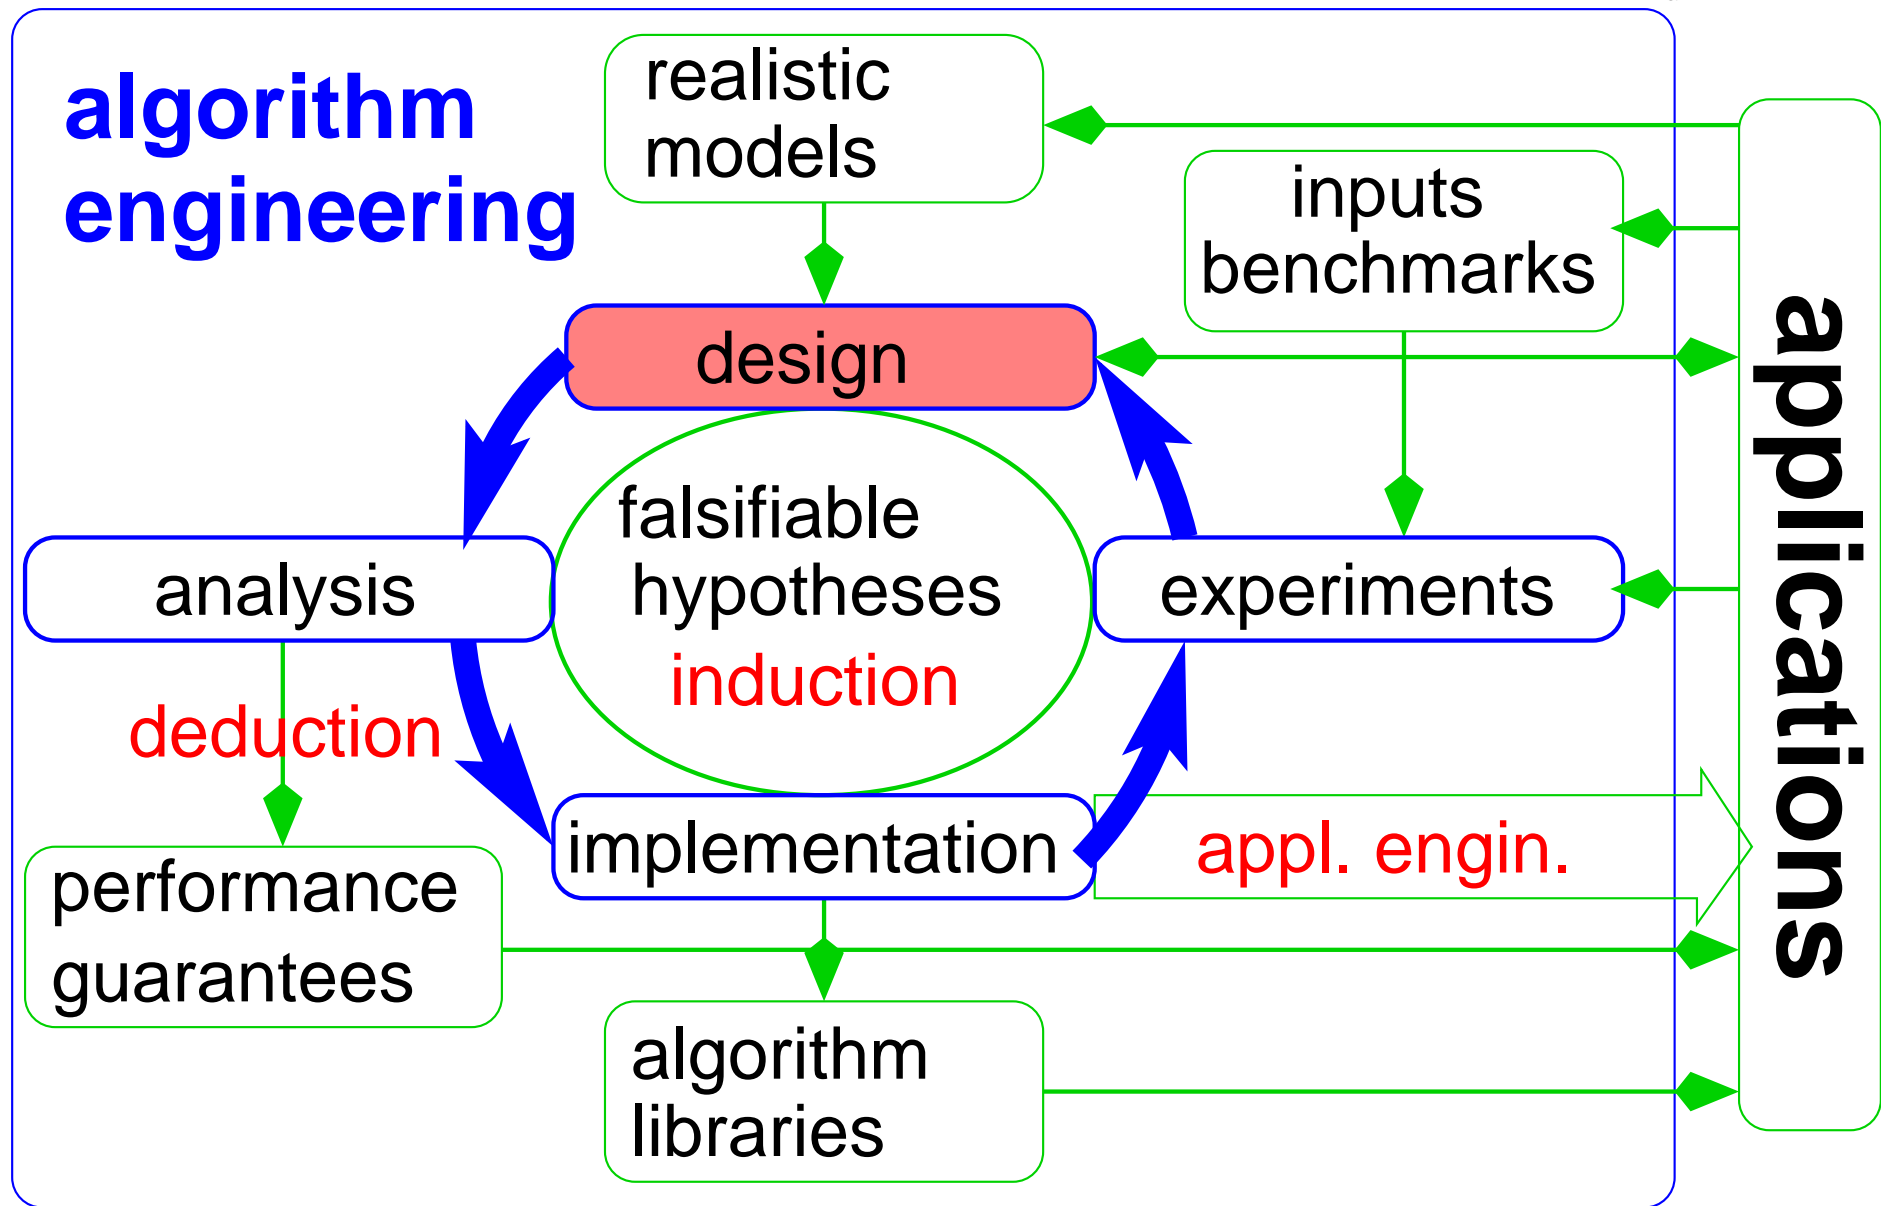 algorithm
engineering
realistic
models
inputs
benchmarks
design
falsifiable
hypotheses
induction
analysis
experiments
deduction
implementation
appl. engin.
performance
guarantees
algorithm
libraries
applications